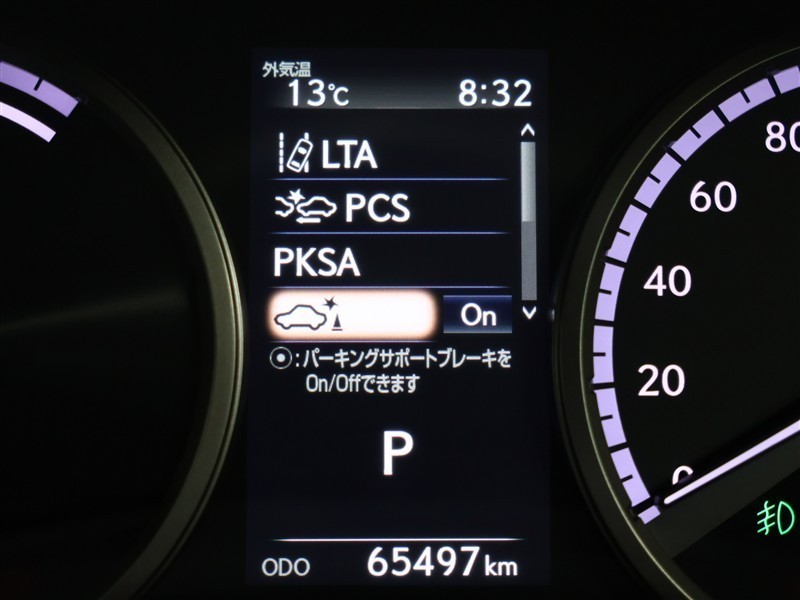 外気温
13℃ 8:32
LTA
PCS
PKSA
On
⦿:パーキングサポートブレーキを
On/Offできます
P
ODO 65497km
80
60
40
20
0